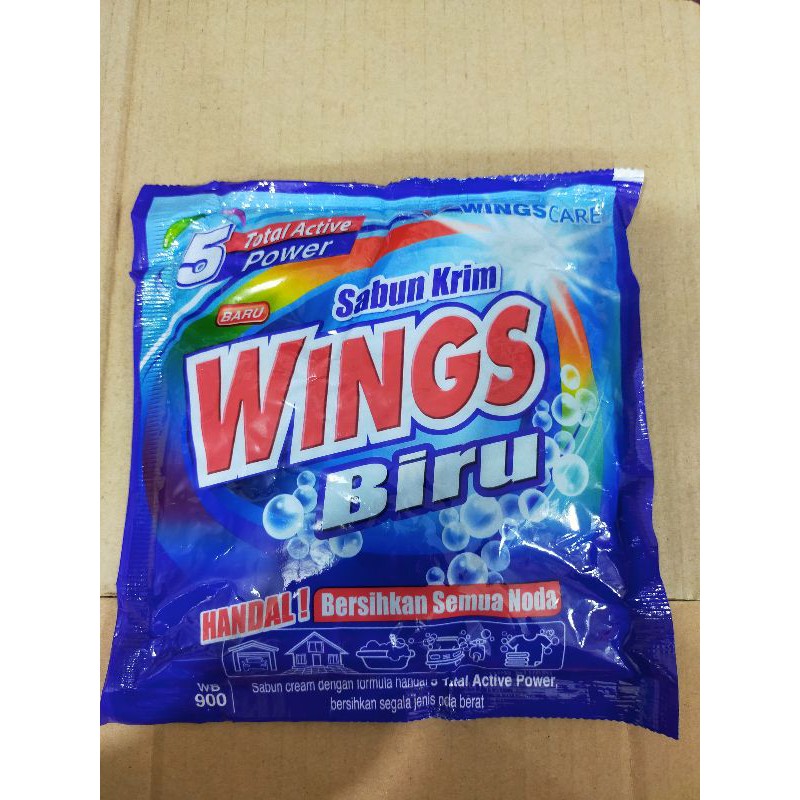 WINGSCARE
5 Total Active
Power
BARU
Sabun Krim
WINGS
Biru
HANDAL! Bersihkan Semua Noda
WB
900
Sabun cream dengan formula handal 5 Total Active Power,
bersihkan segala jenis noda berat